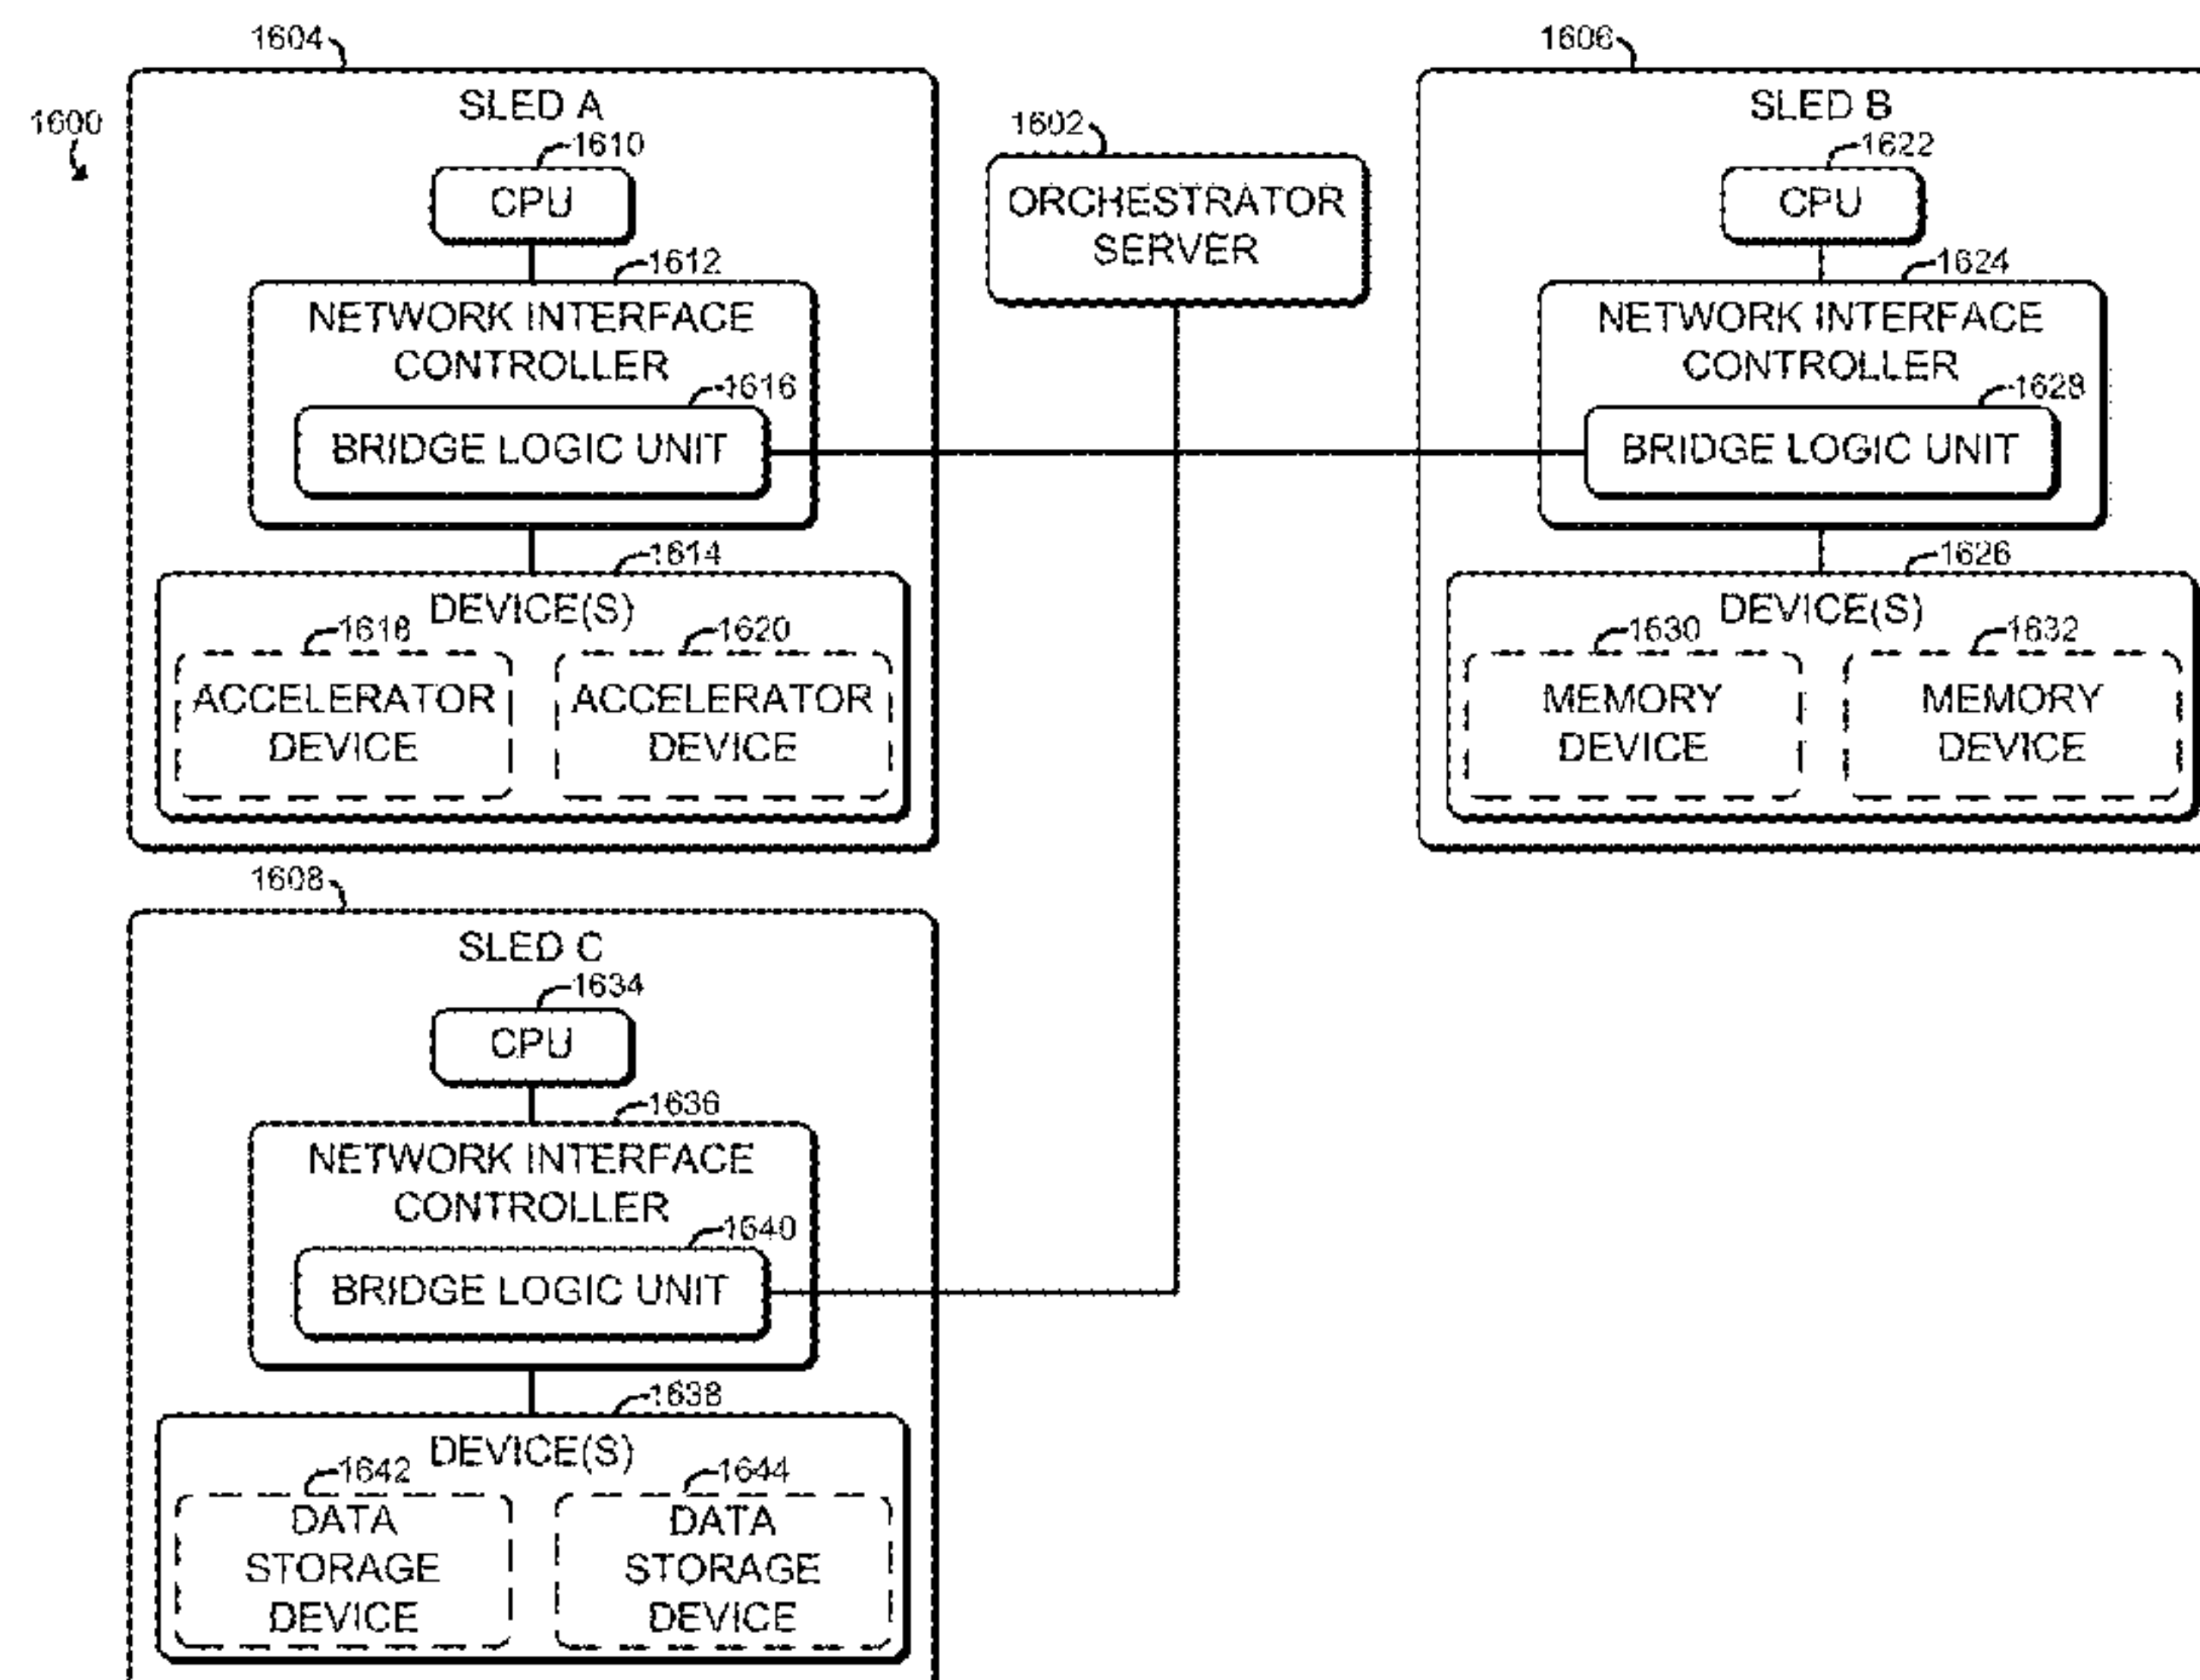 1600
1604
SLED A
1610
CPU
1612
NETWORK INTERFACE
CONTROLLER
1616
BRIDGE LOGIC UNIT
1614
DEVICE(S)
1618
ACCELERATOR
DEVICE
1620
ACCELERATOR
DEVICE
1602
ORCHESTRATOR
SERVER
1606
SLED B
1622
CPU
1624
NETWORK INTERFACE
CONTROLLER
1628
BRIDGE LOGIC UNIT
1626
DEVICE(S)
1630
MEMORY
DEVICE
1632
MEMORY
DEVICE
1608
SLED C
1634
CPU
1636
NETWORK INTERFACE
CONTROLLER
1640
BRIDGE LOGIC UNIT
1638
DEVICE(S)
1642
DATA
STORAGE
DEVICE
1644
DATA
STORAGE
DEVICE